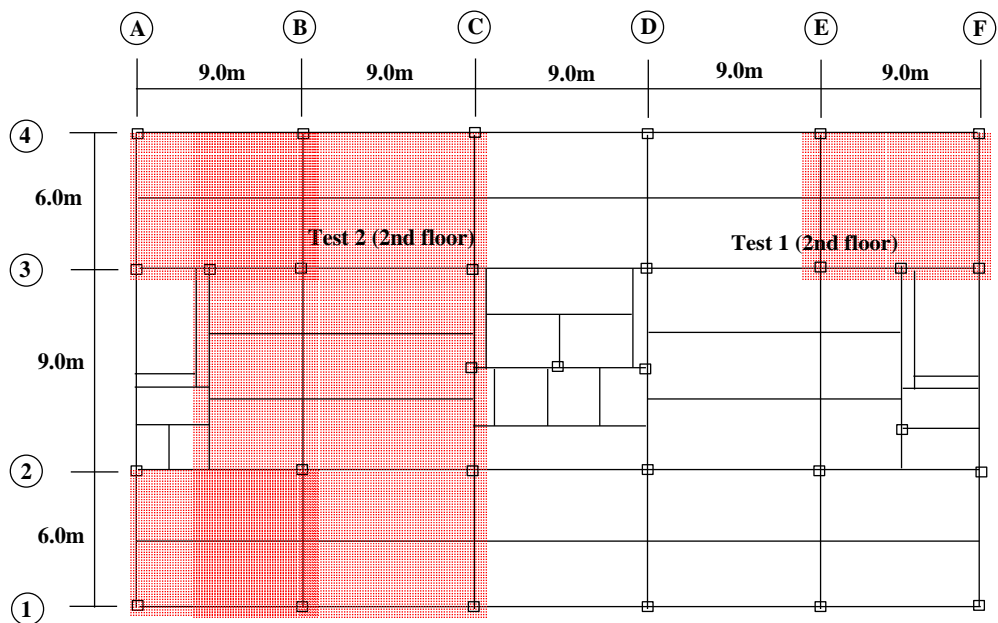 A B C D E F
9.0m 9.0m 9.0m 9.0m 9.0m
4
6.0m
Test 2 (2nd floor) Test 1 (2nd floor)
3
9.0m
2
6.0m
1